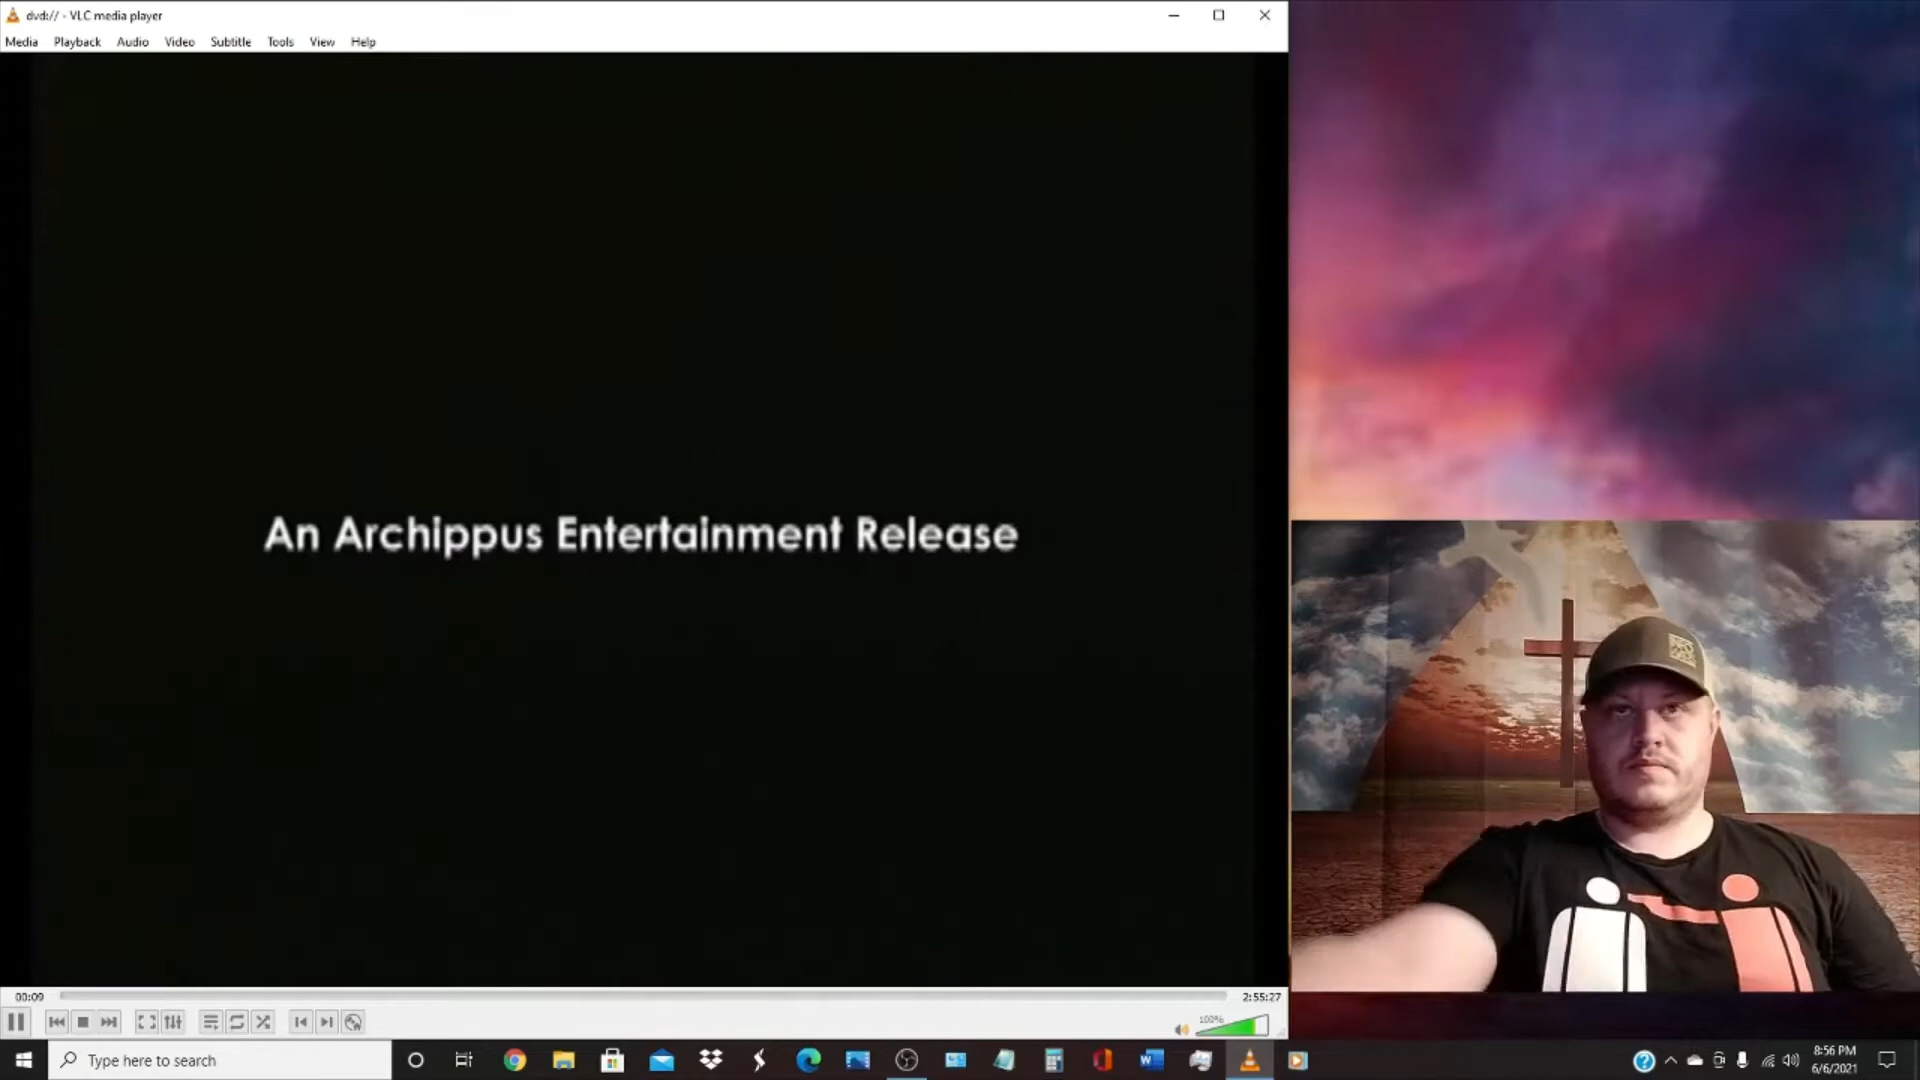 dvd:// - VLC media player
Media Playback Audio Video Subtitle Tools View Help
An Archippus Entertainment Release
00:09
2:55:27
100%
Type here to search
8:56 PM
6/6/2021